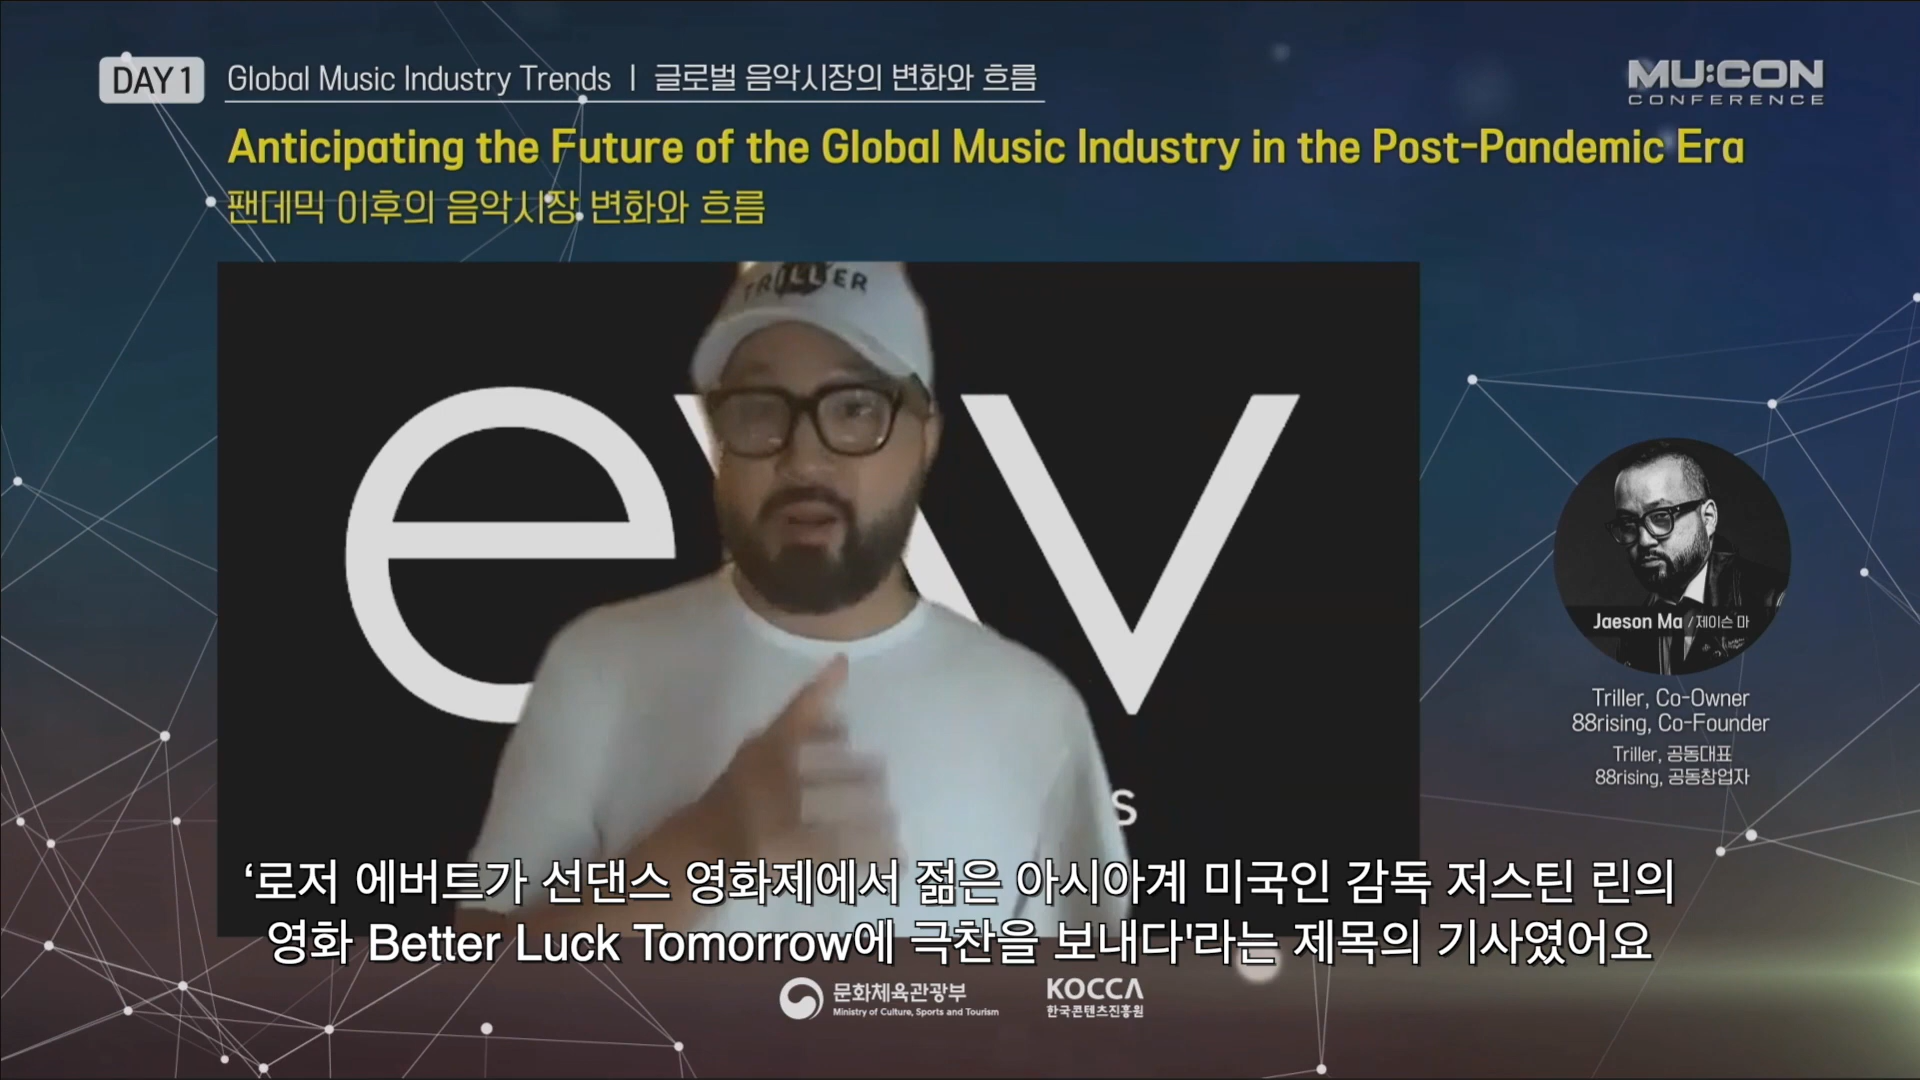 DAY 1
Global Music Industry Trends | 글로벌 음악시장의 변화와 흐름
MU:CON
CONFERENCE
Anticipating the Future of the Global Music Industry in the Post-Pandemic Era
팬데믹 이후의 음악시장 변화와 흐름
TRILLER
e v
s
Jaeson Ma / 제이슨 마
Triller, Co-Owner
88rising, Co-Founder
Triller, 공동대표
88rising, 공동창업자
‘로저 에버트가 선댄스 영화제에서 젊은 아시아계 미국인 감독 저스틴 린의
영화 Better Luck Tomorrow에 극찬을 보내다'라는 제목의 기사였어요
문화체육관광부
Ministry of Culture, Sports and Tourism
KOCCA
한국콘텐츠진흥원